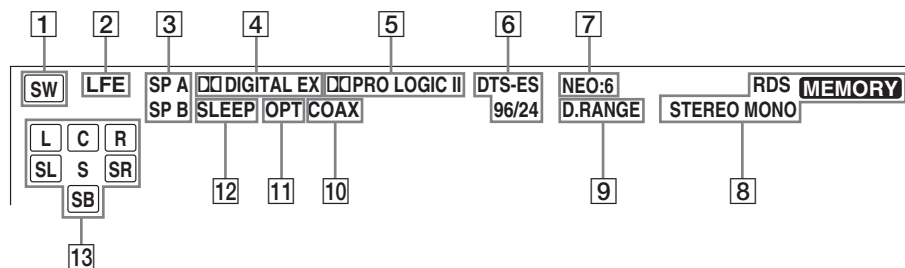 1 2 3 4 5 6 7
SW LFE SP A DIGITAL EX PRO LOGIC II DTS-ES NEO:6 RDS MEMORY
SP B SLEEP OPT COAX 96/24 D.RANGE STEREO MONO
L C R
SL S SR
SB
12 11 10 9 8
13